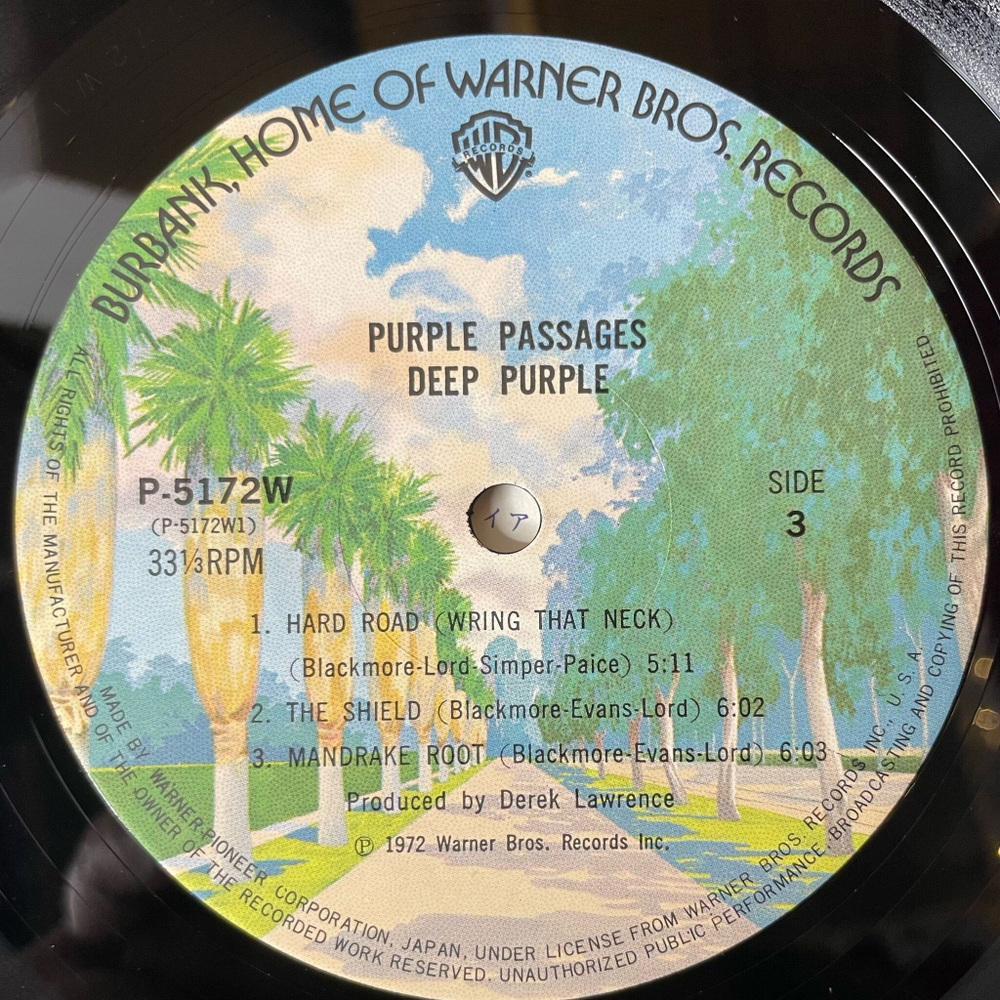 BURBANK, HOME OF WARNER BROS. RECORDS
RECORDS
PURPLE PASSAGES
DEEP PURPLE
P-5172W
(P-5172W1)
33⅓RPM
SIDE
3
イア
1. HARD ROAD (WRING THAT NECK)
(Blackmore-Lord-Simper-Paice) 5:11
2. THE SHIELD (Blackmore-Evans-Lord) 6:02
3. MANDRAKE ROOT (Blackmore-Evans-Lord) 6:03
Produced by Derek Lawrence
Ⓟ 1972 Warner Bros. Records Inc.
MADE BY WARNER-PIONEER CORPORATION, JAPAN, UNDER LICENSE FROM WARNER BROS. RECORDS INC., U.S.A.
ALL RIGHTS OF THE MANUFACTURER AND OF THE OWNER OF THE RECORDED WORK RESERVED. UNAUTHORIZED PUBLIC PERFORMANCE, BROADCASTING AND COPYING OF THIS RECORD PROHIBITED